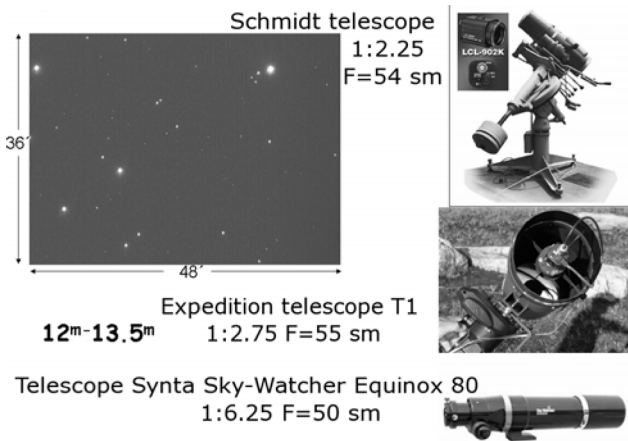 Schmidt telescope
1:2.25
F=54 sm
LCL-902K
36´
48´
Expedition telescope T1
12ᵐ-13.5ᵐ 1:2.75 F=55 sm
Telescope Synta Sky-Watcher Equinox 80
1:6.25 F=50 sm